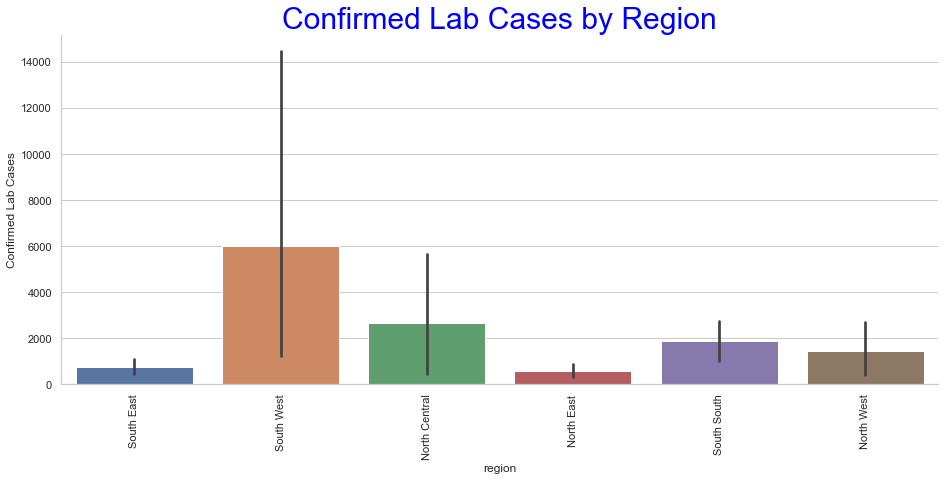 Confirmed Lab Cases by Region
Confirmed Lab Cases
14000
12000
10000
8000
6000
4000
2000
0
South East
South West
North Central
North East
South South
North West
region